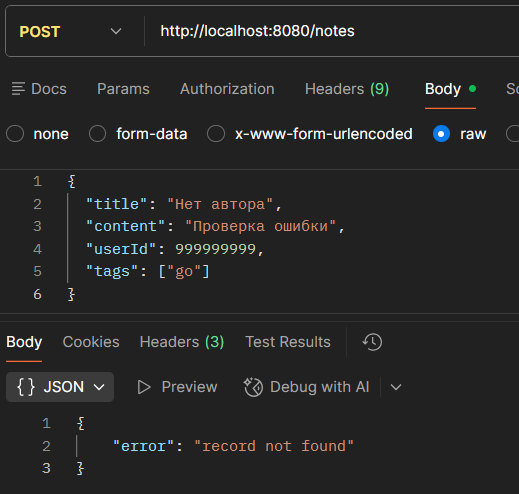 POST http://localhost:8080/notes
Docs Params Authorization Headers (9) Body
none form-data x-www-form-urlencoded raw
1 {
2 "title": "Нет автора",
3 "content": "Проверка ошибки",
4 "userId": 999999999,
5 "tags": ["go"]
6 }
Body Cookies Headers (3) Test Results
{} JSON Preview Debug with AI
1 {
2 "error": "record not found"
3 }